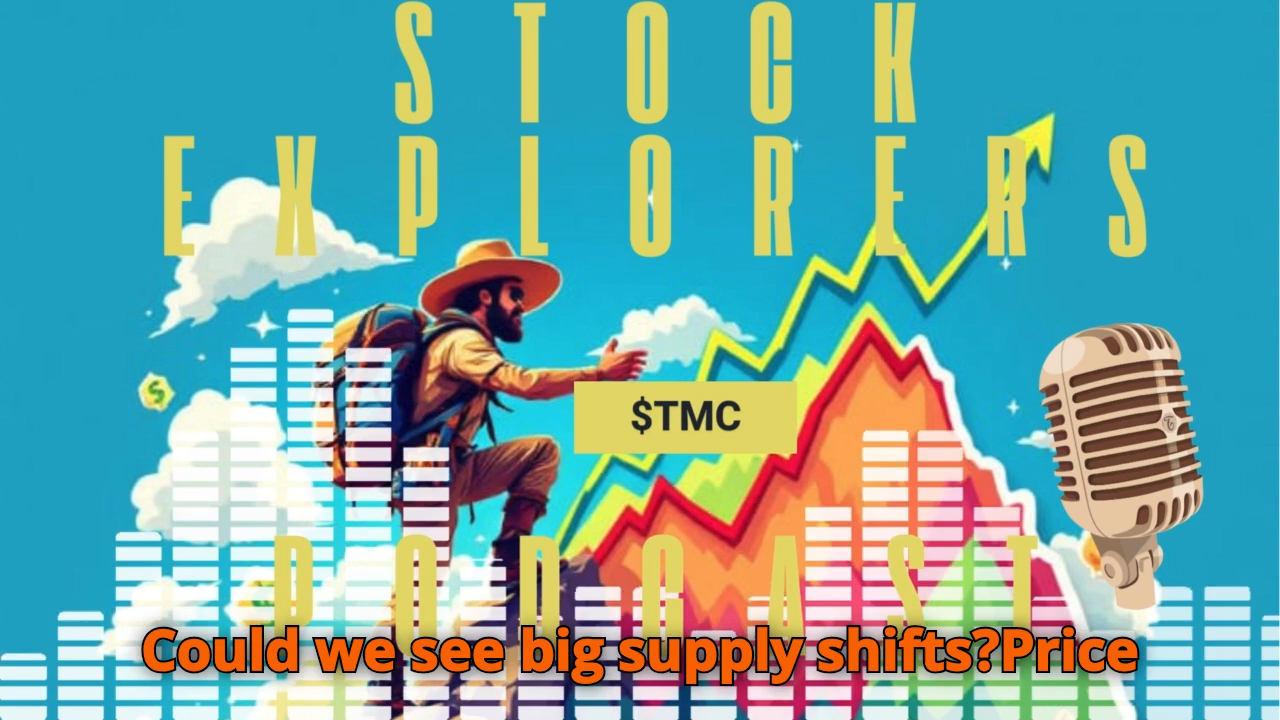 STOCK
EXPLORERS
$TMC
PODCAST
Could we see big supply shifts?Price